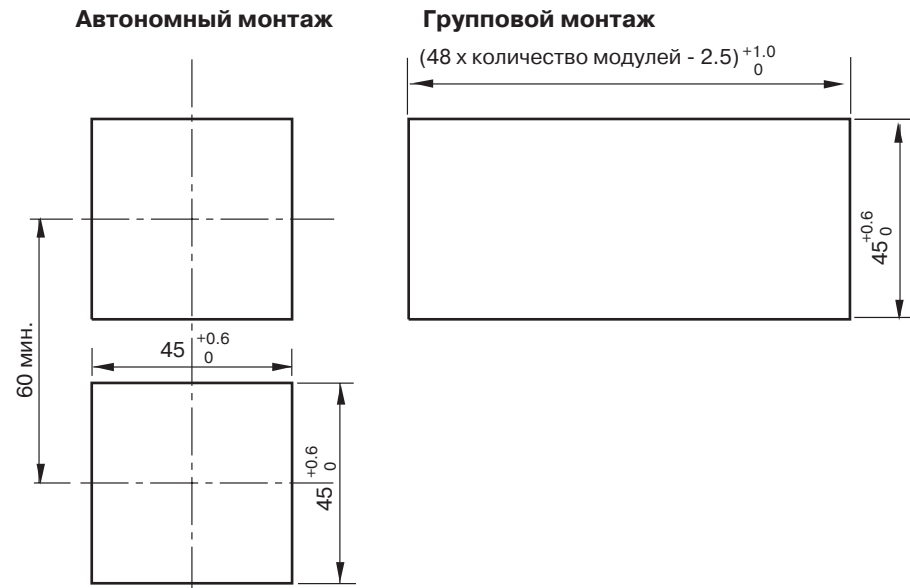 Автономный монтаж
Групповой монтаж
(48 x количество модулей - 2.5) +1.0
0
45 +0.6
0
60 мин.
45 +0.6
0
45 +0.6
0